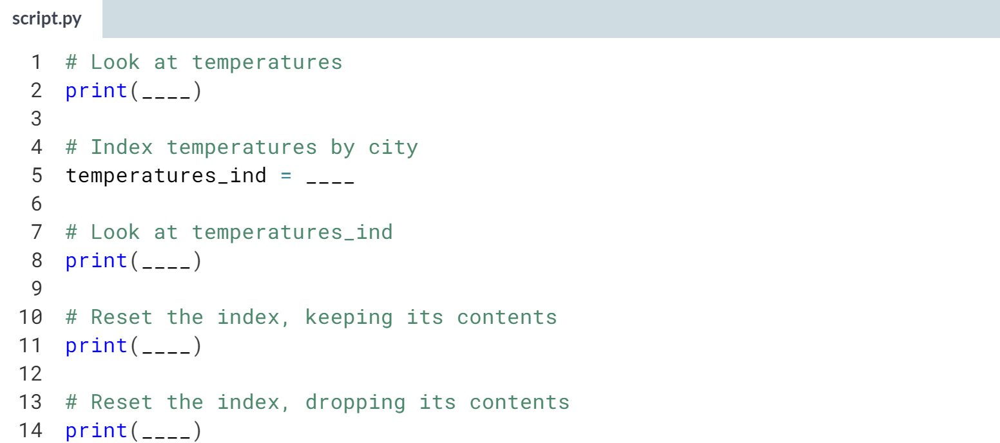 script.py
1 # Look at temperatures
2 print(____)
3
4 # Index temperatures by city
5 temperatures_ind = ____
6
7 # Look at temperatures_ind
8 print(____)
9
10 # Reset the index, keeping its contents
11 print(____)
12
13 # Reset the index, dropping its contents
14 print(____)